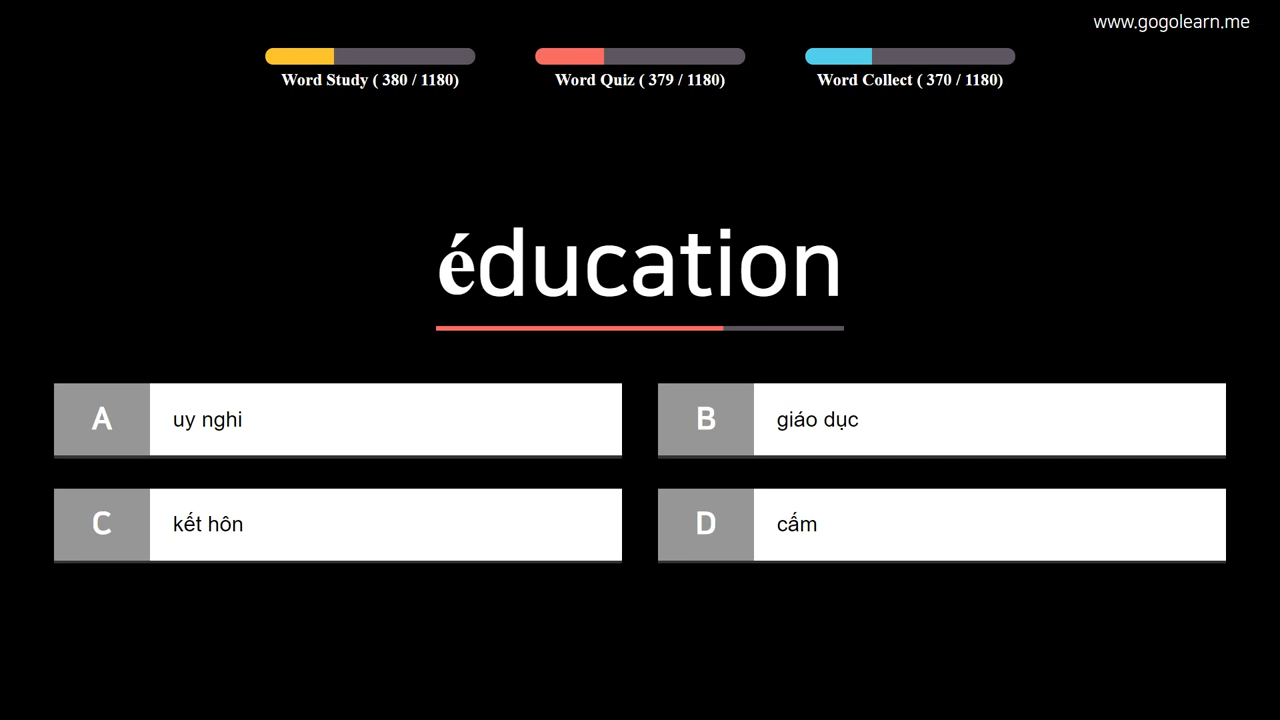 www.gogolearn.me
Word Study ( 380 / 1180)
Word Quiz ( 379 / 1180)
Word Collect ( 370 / 1180)
éducation
A
uy nghi
B
giáo dục
C
kết hôn
D
cấm